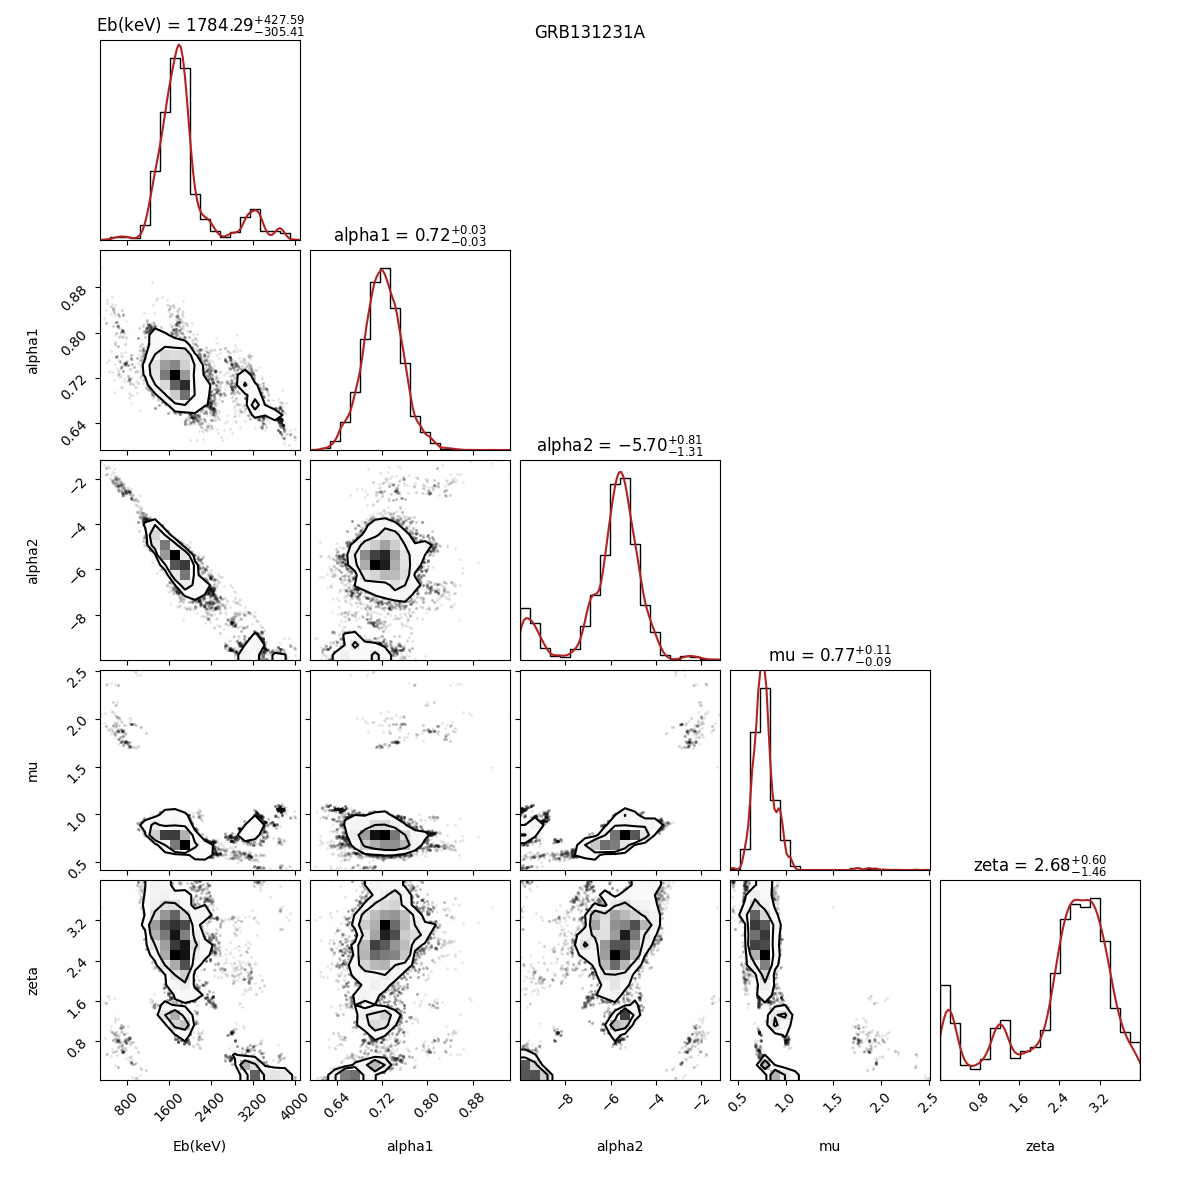 GRB131231A
Eb(keV) = 1784.29+427.59−305.41
alpha1 = 0.72+0.03−0.03
0.88
0.80
0.72
0.64
alpha1
alpha2 = −5.70+0.81−1.31
−2
−4
−6
−8
alpha2
mu = 0.77+0.11−0.09
2.5
2.0
1.5
1.0
0.5
mu
zeta = 2.68+0.60−1.46
3.2
2.4
1.6
0.8
zeta
800 1600 2400 3200 4000
0.64 0.72 0.80 0.88
−8 −6 −4 −2
0.5 1.0 1.5 2.0 2.5
0.8 1.6 2.4 3.2
Eb(keV) alpha1 alpha2 mu zeta